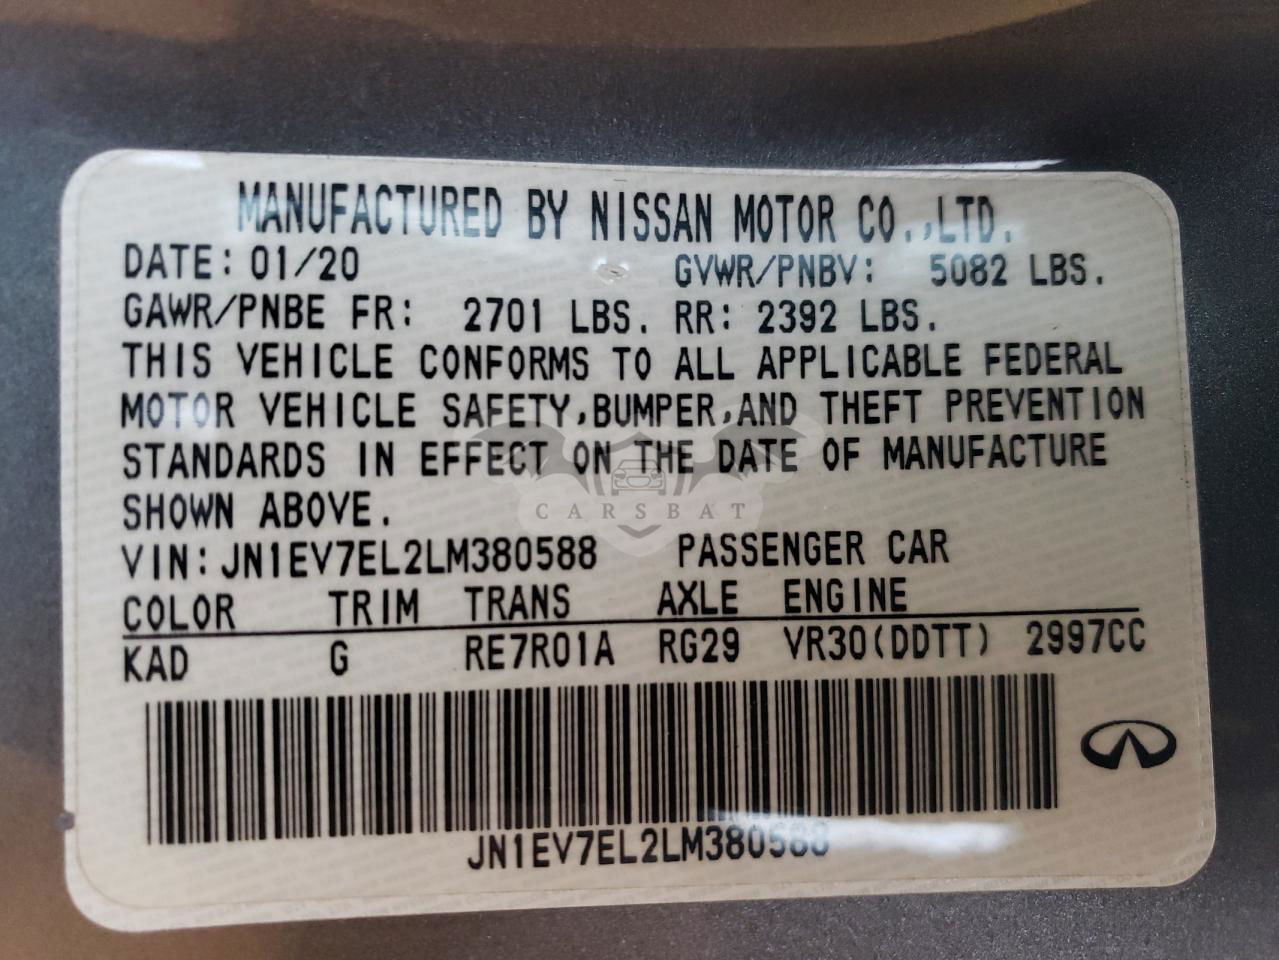 MANUFACTURED BY NISSAN MOTOR CO.,LTD.
DATE: 01/20 GVWR/PNBV: 5082 LBS.
GAWR/PNBE FR: 2701 LBS. RR: 2392 LBS.
THIS VEHICLE CONFORMS TO ALL APPLICABLE FEDERAL
MOTOR VEHICLE SAFETY,BUMPER,AND THEFT PREVENTION
STANDARDS IN EFFECT ON THE DATE OF MANUFACTURE
SHOWN ABOVE.
CARSBAT
VIN: JN1EV7EL2LM380588 PASSENGER CAR
COLOR TRIM TRANS AXLE ENGINE
KAD G RE7R01A RG29 VR30(DDTT) 2997CC
JN1EV7EL2LM380588